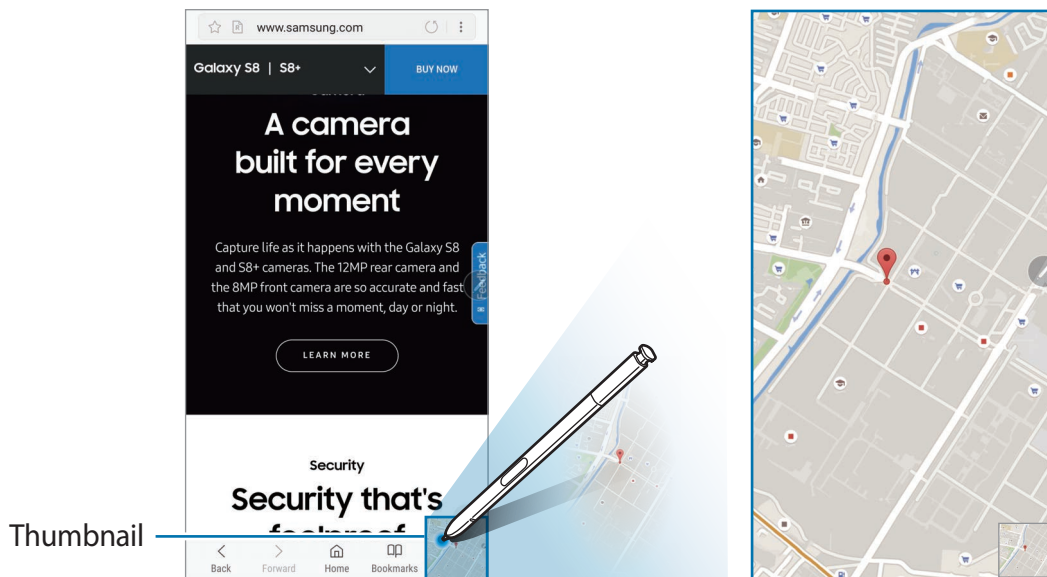 www.samsung.com
Galaxy S8 | S8+
BUY NOW
A camera
built for every
moment
Capture life as it happens with the Galaxy S8
and S8+ cameras. The 12MP rear camera and
the 8MP front camera are so accurate and fast
that you won't miss a moment, day or night.
Feedback
LEARN MORE
Security
Security that's
foolproof
Thumbnail
Back
Forward
Home
Bookmarks